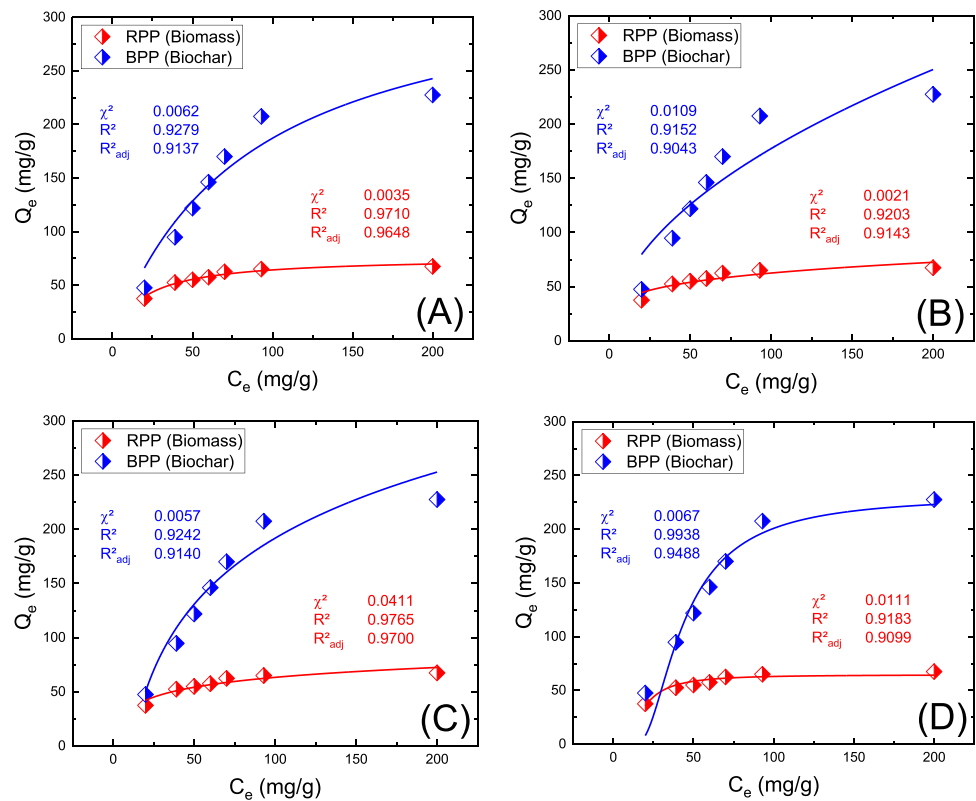 RPP (Biomass)
BPP (Biochar)
χ² 0.0062
R² 0.9279
R²adj 0.9137
χ² 0.0035
R² 0.9710
R²adj 0.9648
(A)
Qe (mg/g)
300
250
200
150
100
50
0
0 50 100 150 200
Ce (mg/g)
RPP (Biomass)
BPP (Biochar)
χ² 0.0109
R² 0.9152
R²adj 0.9043
χ² 0.0021
R² 0.9203
R²adj 0.9143
(B)
Qe (mg/g)
300
250
200
150
100
50
0
0 50 100 150 200
Ce (mg/g)
RPP (Biomass)
BPP (Biochar)
χ² 0.0057
R² 0.9242
R²adj 0.9140
χ² 0.0411
R² 0.9765
R²adj 0.9700
(C)
Qe (mg/g)
300
250
200
150
100
50
0
0 50 100 150 200
Ce (mg/g)
RPP (Biomass)
BPP (Biochar)
χ² 0.0067
R² 0.9938
R²adj 0.9488
χ² 0.0111
R² 0.9183
R²adj 0.9099
(D)
Qe (mg/g)
300
250
200
150
100
50
0
0 50 100 150 200
Ce (mg/g)